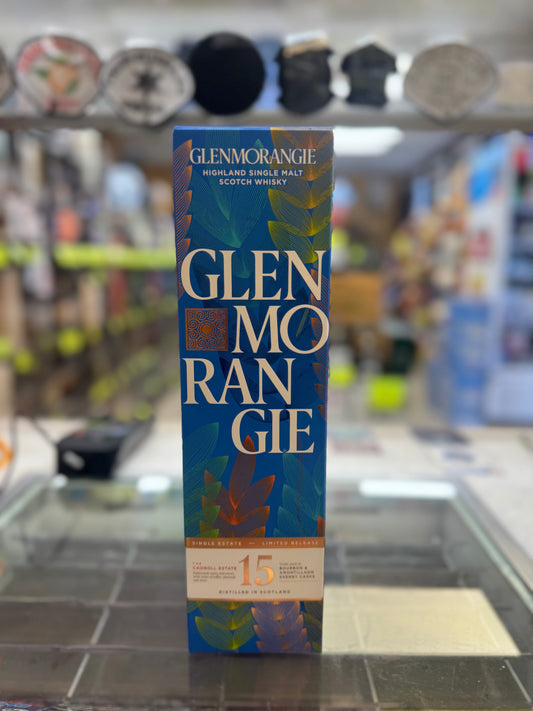 GLENMORANGIE
HIGHLAND SINGLE MALT
SCOTCH WHISKY
GLEN
MO
RAN
GIE
SINGLE ESTATE LIMITED RELEASE
THE
CADBOLL ESTATE
15
BOURBON &
AMONTILLADO
SHERRY CASKS
DISTILLED IN SCOTLAND